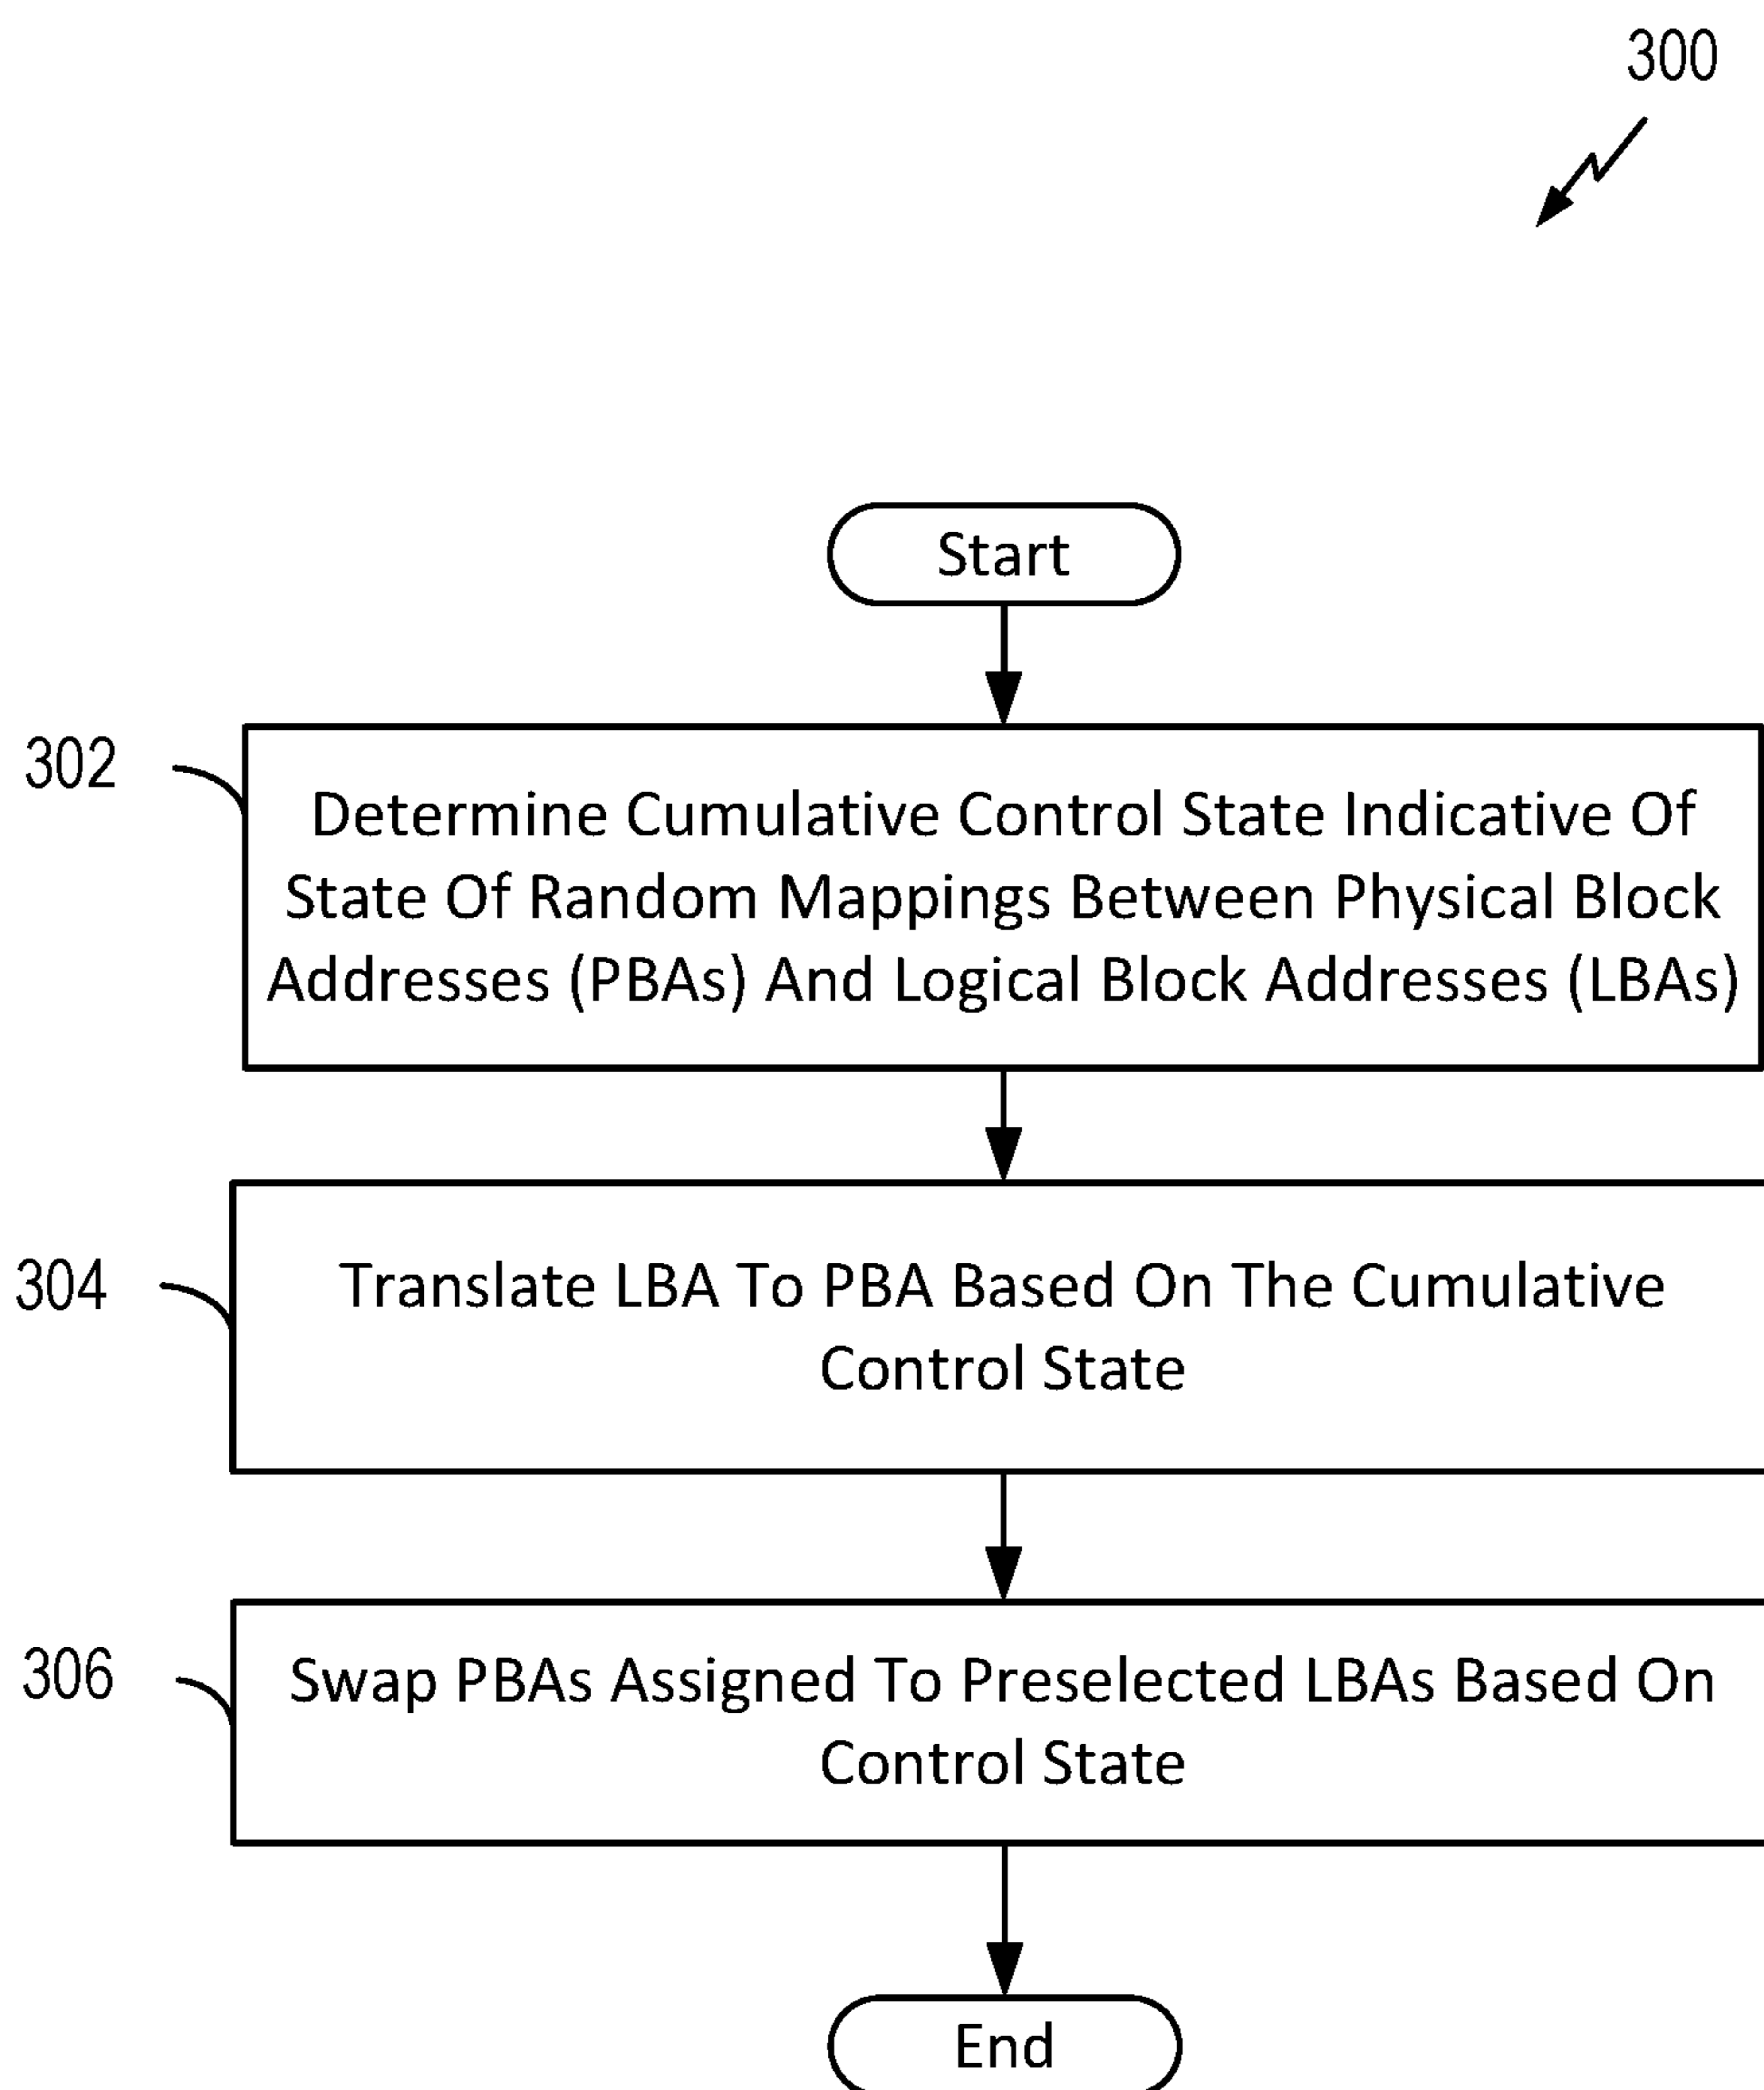 300
Start
302
Determine Cumulative Control State Indicative Of
State Of Random Mappings Between Physical Block
Addresses (PBAs) And Logical Block Addresses (LBAs)
304
Translate LBA To PBA Based On The Cumulative
Control State
306
Swap PBAs Assigned To Preselected LBAs Based On
Control State
End